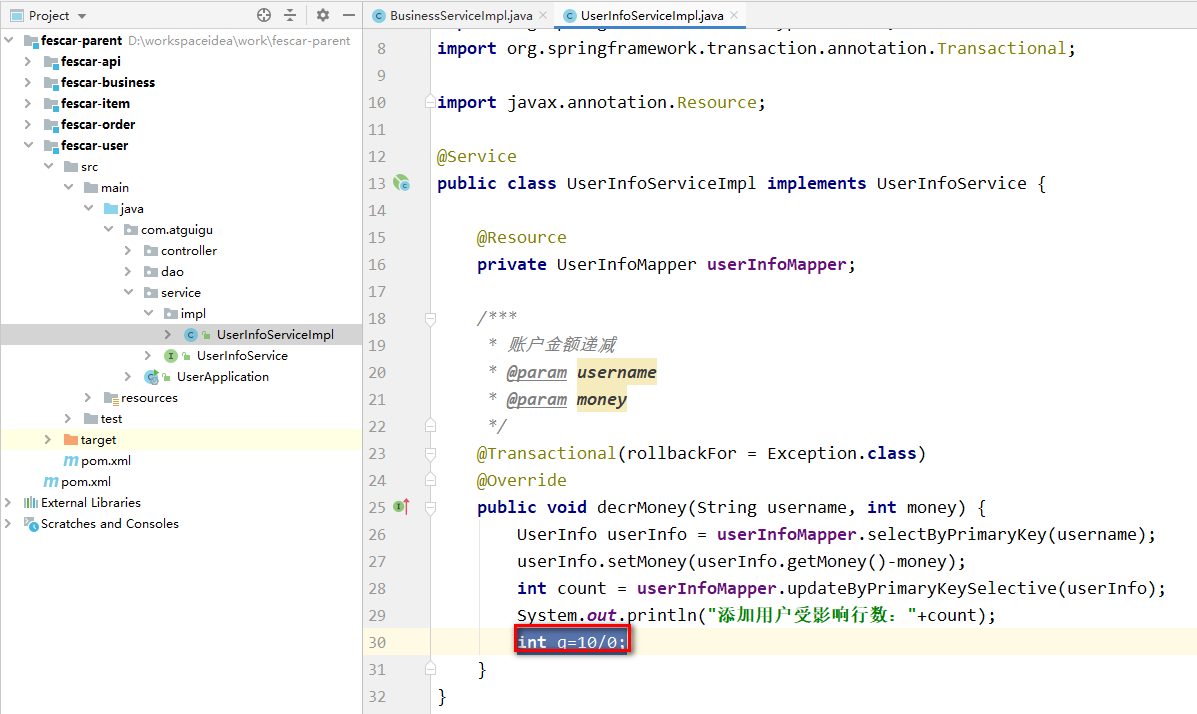 Project
fescar-parent D:\workspaceidea\work\fescar-parent
fescar-api
fescar-business
fescar-item
fescar-order
fescar-user
src
main
java
com.atguigu
controller
dao
service
impl
UserInfoServiceImpl
UserInfoService
UserApplication
resources
test
target
pom.xml
pom.xml
External Libraries
Scratches and Consoles
BusinessServiceImpl.java
UserInfoServiceImpl.java
8 import org.springframework.transaction.annotation.Transactional;
9
10 import javax.annotation.Resource;
11
12 @Service
13 public class UserInfoServiceImpl implements UserInfoService {
14
15 @Resource
16 private UserInfoMapper userInfoMapper;
17
18 /***
19 * 账户金额递减
20 * @param username
21 * @param money
22 */
23 @Transactional(rollbackFor = Exception.class)
24 @Override
25 public void decrMoney(String username, int money) {
26 UserInfo userInfo = userInfoMapper.selectByPrimaryKey(username);
27 userInfo.setMoney(userInfo.getMoney()-money);
28 int count = userInfoMapper.updateByPrimaryKeySelective(userInfo);
29 System.out.println("添加用户受影响行数："+count);
30 int q=10/0;
31 }
32 }